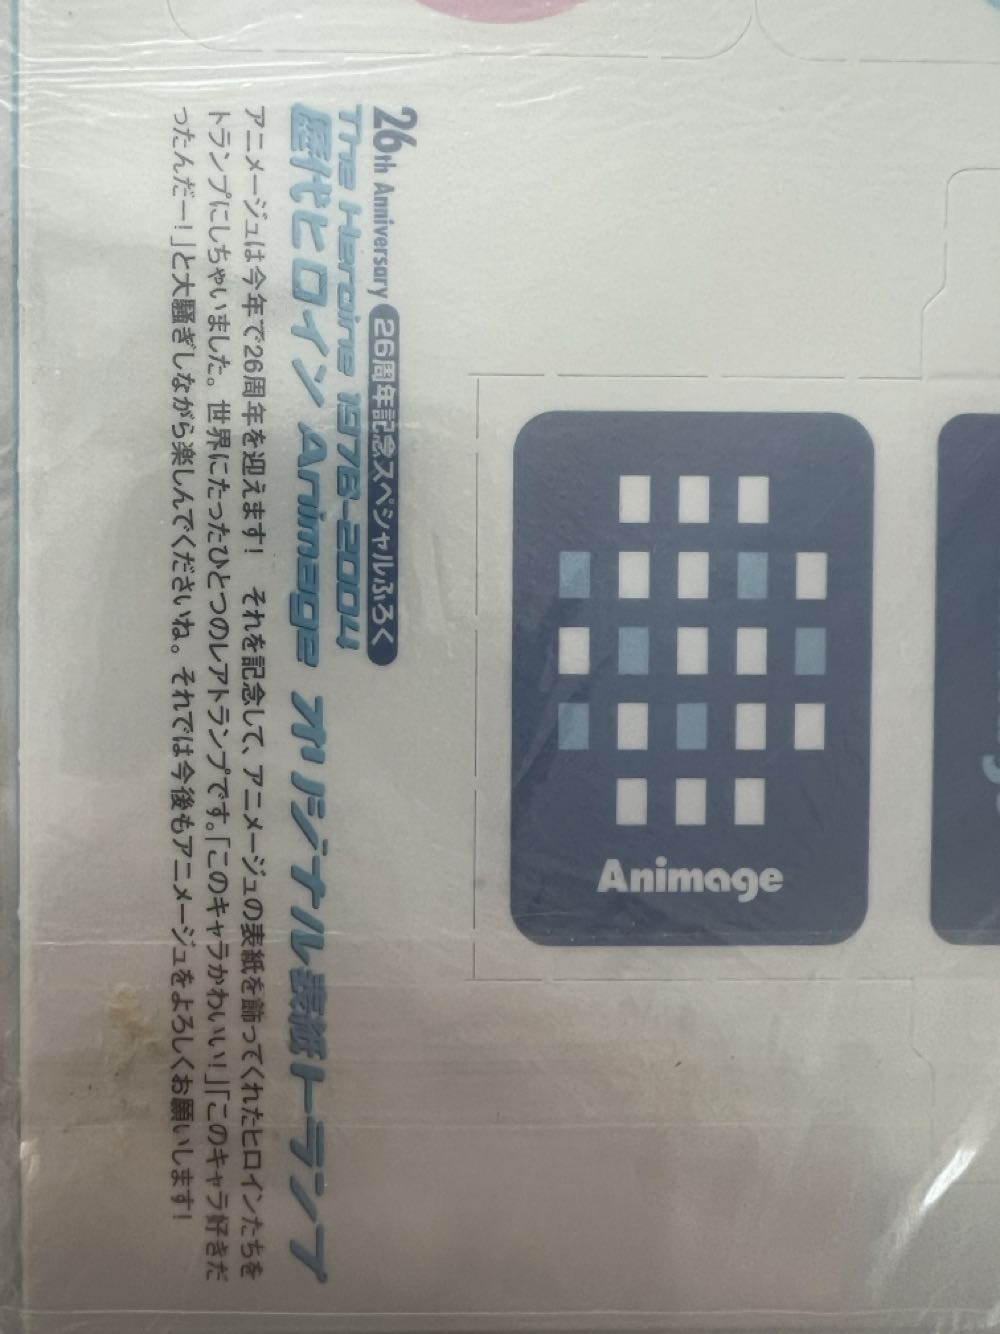 26th Anniversary 26周年記念スペシャルふろく
The Heroine 1978-2004
歴代ヒロイン Animage オリジナル表紙トランプ
アニメージュは今年で26周年を迎えます! それを記念して、アニメージュの表紙を飾ってくれたヒロインたちを
トランプにしちゃいました。世界にたったひとつのレアトランプです。「このキャラかわいい!」「このキャラ好きだ
ったんだー!」と大騒ぎしながら楽しんでくださいね。それでは今後もアニメージュをよろしくお願いします!
Animage